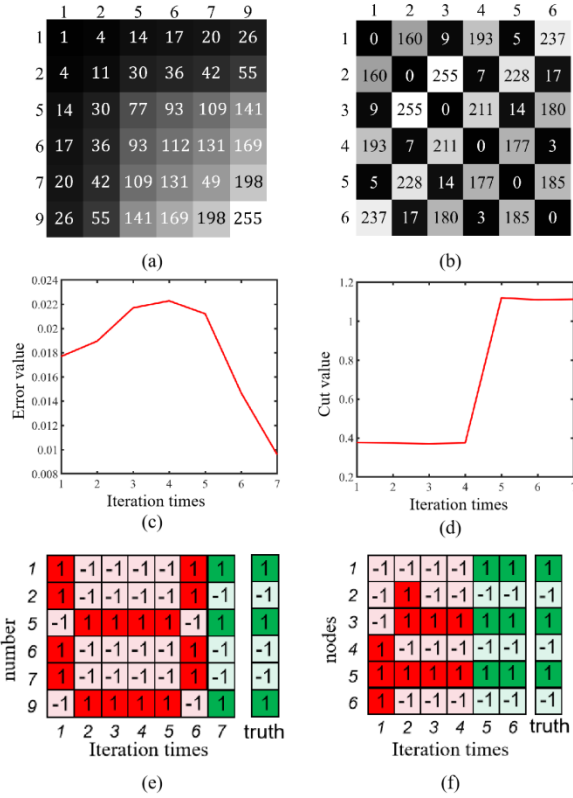 1 2 5 6 7 9
1 1 4 14 17 20 26
2 4 11 30 36 42 55
5 14 30 77 93 109 141
6 17 36 93 112 131 169
7 20 42 109 131 49 198
9 26 55 141 169 198 255
(a)
1 2 3 4 5 6
1 0 160 9 193 5 237
2 160 0 255 7 228 17
3 9 255 0 211 14 180
4 193 7 211 0 177 3
5 5 228 14 177 0 185
6 237 17 180 3 185 0
(b)
Error value
0.024
0.022
0.02
0.018
0.016
0.014
0.012
0.01
0.008
1 2 3 4 5 6 7
Iteration times
(c)
Cut value
1.2
1
0.8
0.6
0.4
0.2
1 2 3 4 5 6
Iteration times
(d)
number
1 1 -1 -1 -1 -1 1 1 1
2 1 -1 -1 -1 -1 1 -1 -1
5 -1 1 1 1 1 -1 1 1
6 1 -1 -1 -1 -1 1 -1 -1
7 1 -1 -1 -1 -1 1 -1 -1
9 -1 1 1 1 1 -1 1 1
1 2 3 4 5 6 7 truth
Iteration times
(e)
nodes
1 -1 -1 -1 -1 1 1 1
2 -1 1 -1 -1 -1 -1 -1
3 -1 1 1 1 1 1 1
4 1 -1 -1 -1 -1 -1 -1
5 1 1 1 1 1 1 1
6 1 -1 -1 -1 -1 -1 -1
1 2 3 4 5 6 truth
Iteration times
(f)